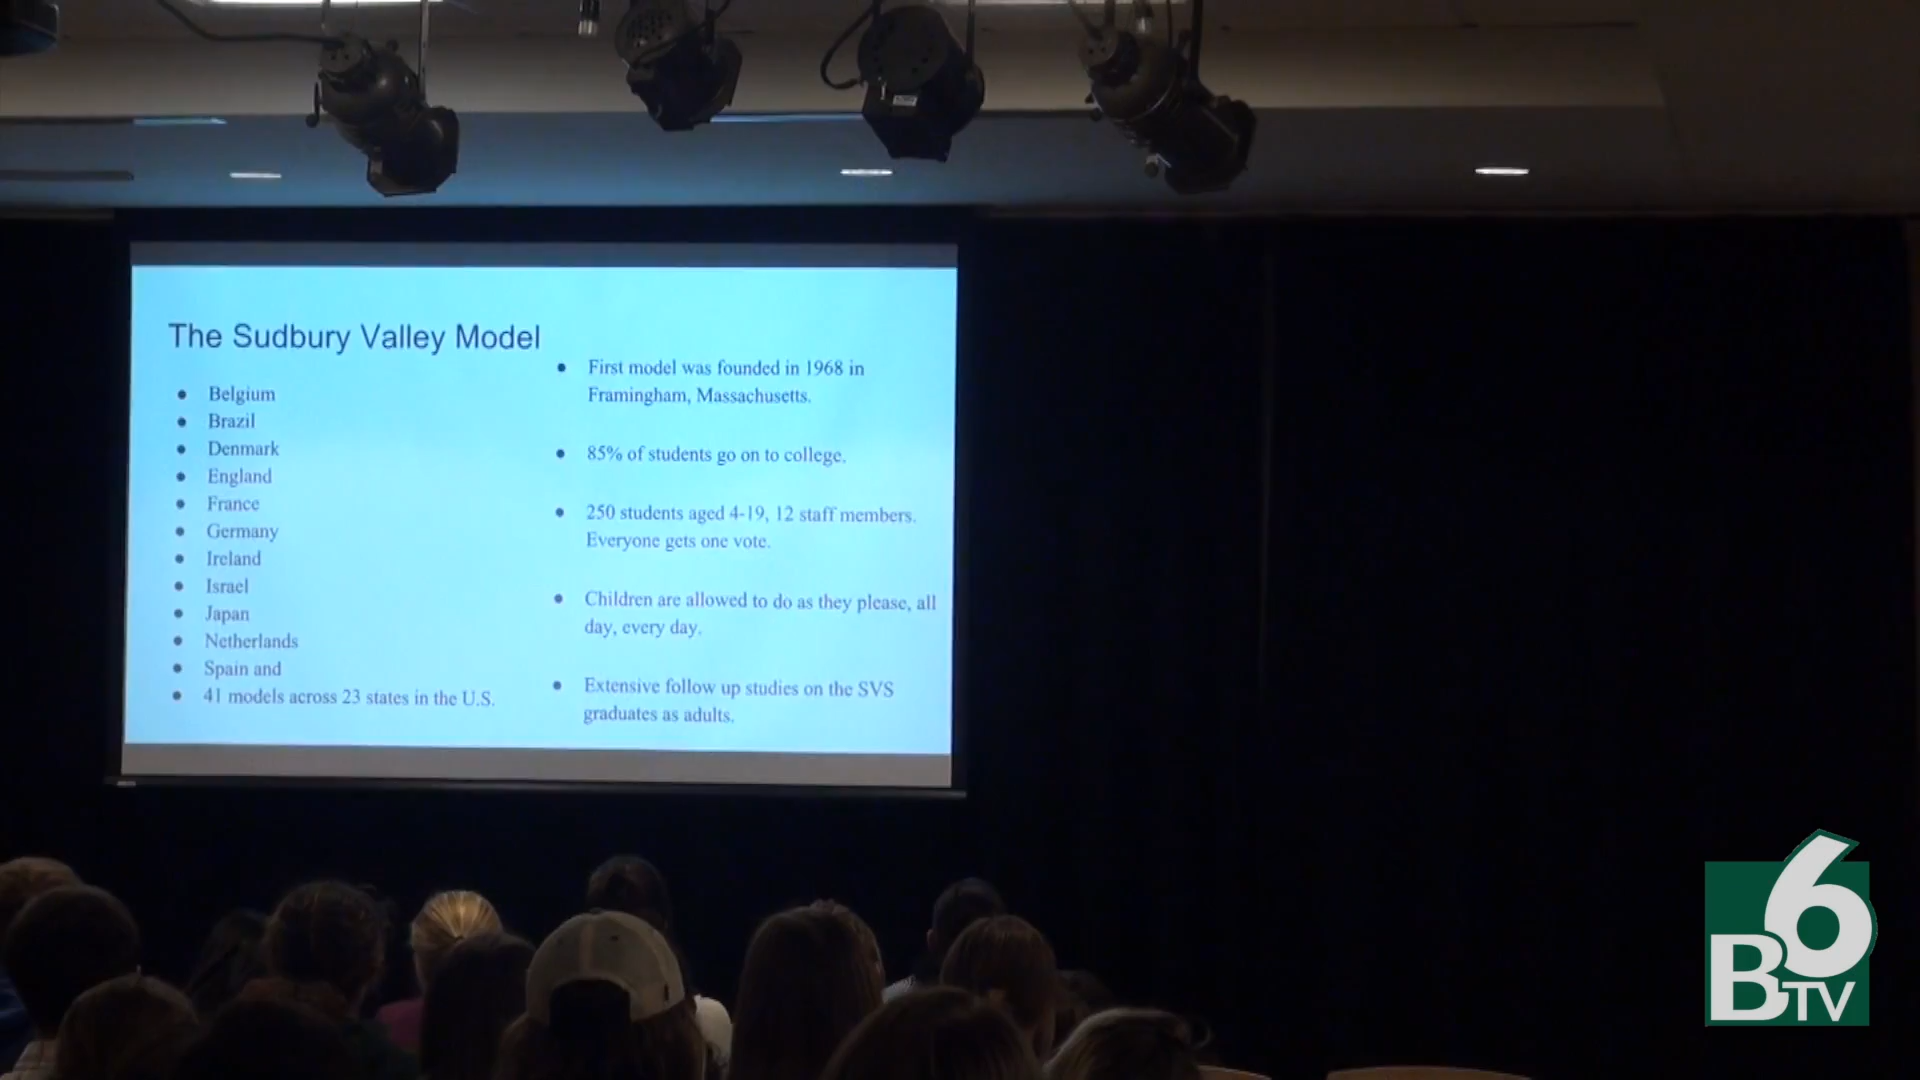 The Sudbury Valley Model
Belgium
Brazil
Denmark
England
France
Germany
Ireland
Israel
Japan
Netherlands
Spain and
41 models across 23 states in the U.S.
First model was founded in 1968 in
Framingham, Massachusetts.
85% of students go on to college.
250 students aged 4-19, 12 staff members.
Everyone gets one vote.
Children are allowed to do as they please, all
day, every day.
Extensive follow up studies on the SVS
graduates as adults.
6
BTV